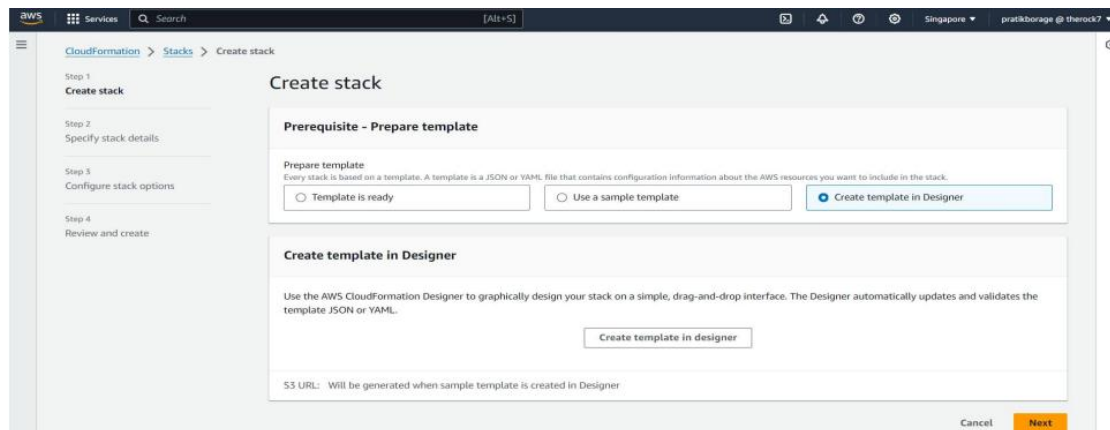 aws Services Search [Alt+S] Singapore pratikborage @ therock7
CloudFormation > Stacks > Create stack
Step 1
Create stack
Step 2
Specify stack details
Step 3
Configure stack options
Step 4
Review and create
Create stack
Prerequisite - Prepare template
Prepare template
Every stack is based on a template. A template is a JSON or YAML file that contains configuration information about the AWS resources you want to include in the stack.
Template is ready Use a sample template Create template in Designer
Create template in Designer
Use the AWS CloudFormation Designer to graphically design your stack on a simple, drag-and-drop interface. The Designer automatically updates and validates the
template JSON or YAML.
Create template in designer
S3 URL: Will be generated when sample template is created in Designer
Cancel Next